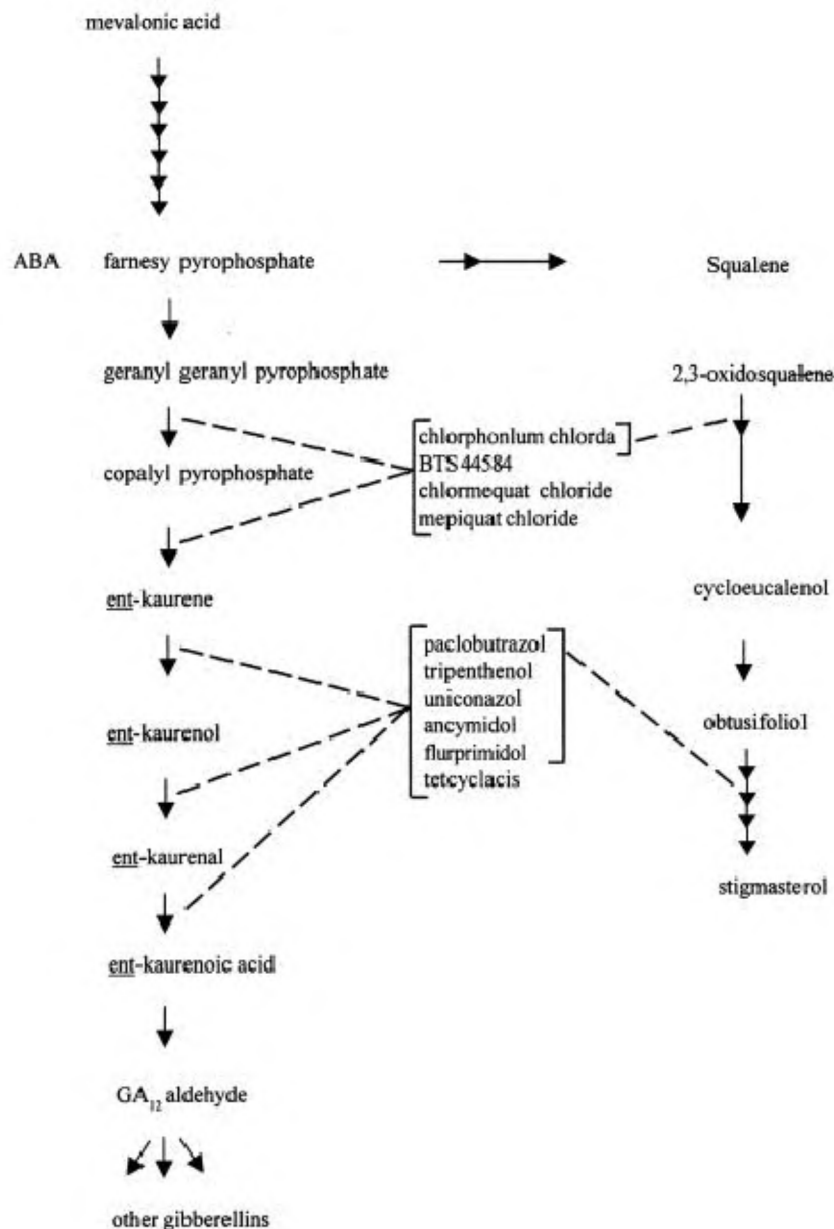 mevalonic acid
ABA farnesy pyrophosphate Squalene
geranyl geranyl pyrophosphate
2,3-oxidosqualene
chlorphonlum chlorda
BTS 44584
chlormequat chloride
mepiquat chloride
copalyl pyrophosphate
ent-kaurene
cycloeucalenol
paclobutrazol
tripenthenol
uniconazol
ancymidol
flurprimidol
tetcyclacis
ent-kaurenol
obtusifoliol
ent-kaurenal
stigmasterol
ent-kaurenoic acid
GA12 aldehyde
other gibberellins